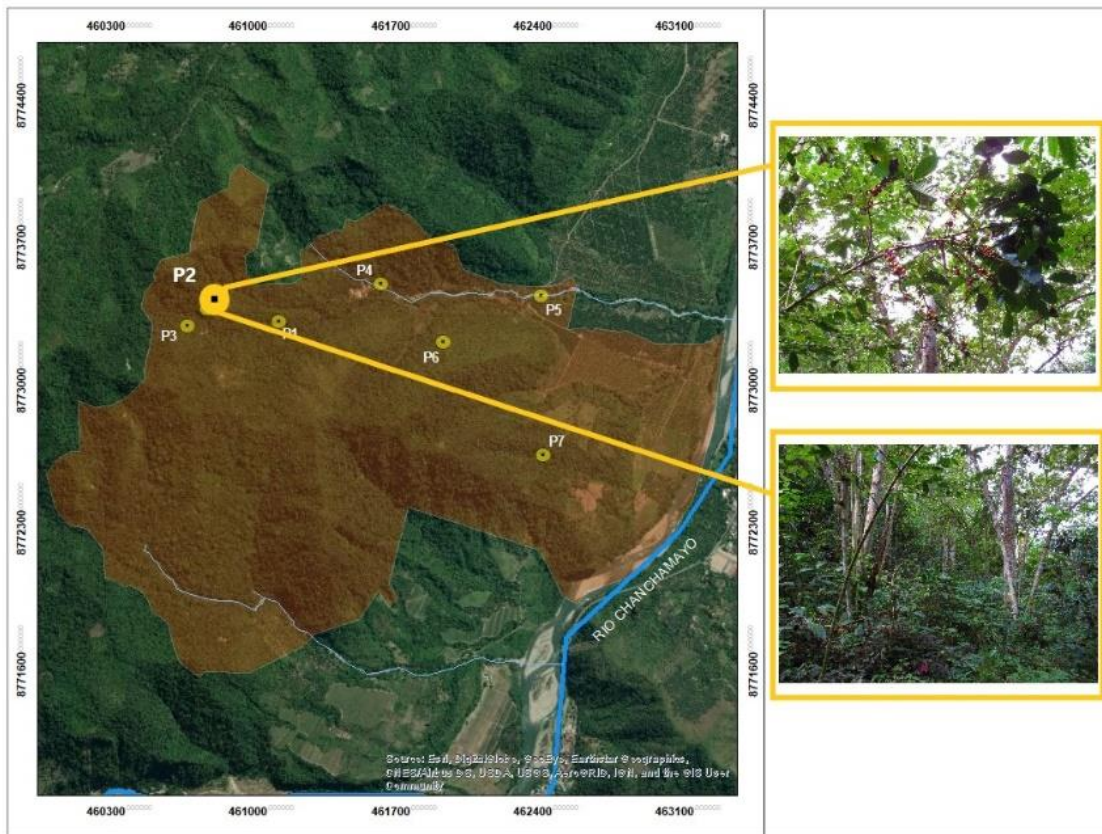 460300 461000 461700 462400 463100
8774400 8774400
8773700 8773700
P2
P4
P5
P3
P1
P6
8773000 8773000
P7
8772300 8772300
RIO CHANCHAMAYO
8771600 8771600
Source: Esri, DigitalGlobe, GeoEye, Earthstar Geographics,
CNES/Airbus DS, USDA, USGS, AeroGRID, IGN, and the GIS User
Community
460300 461000 461700 462400 463100